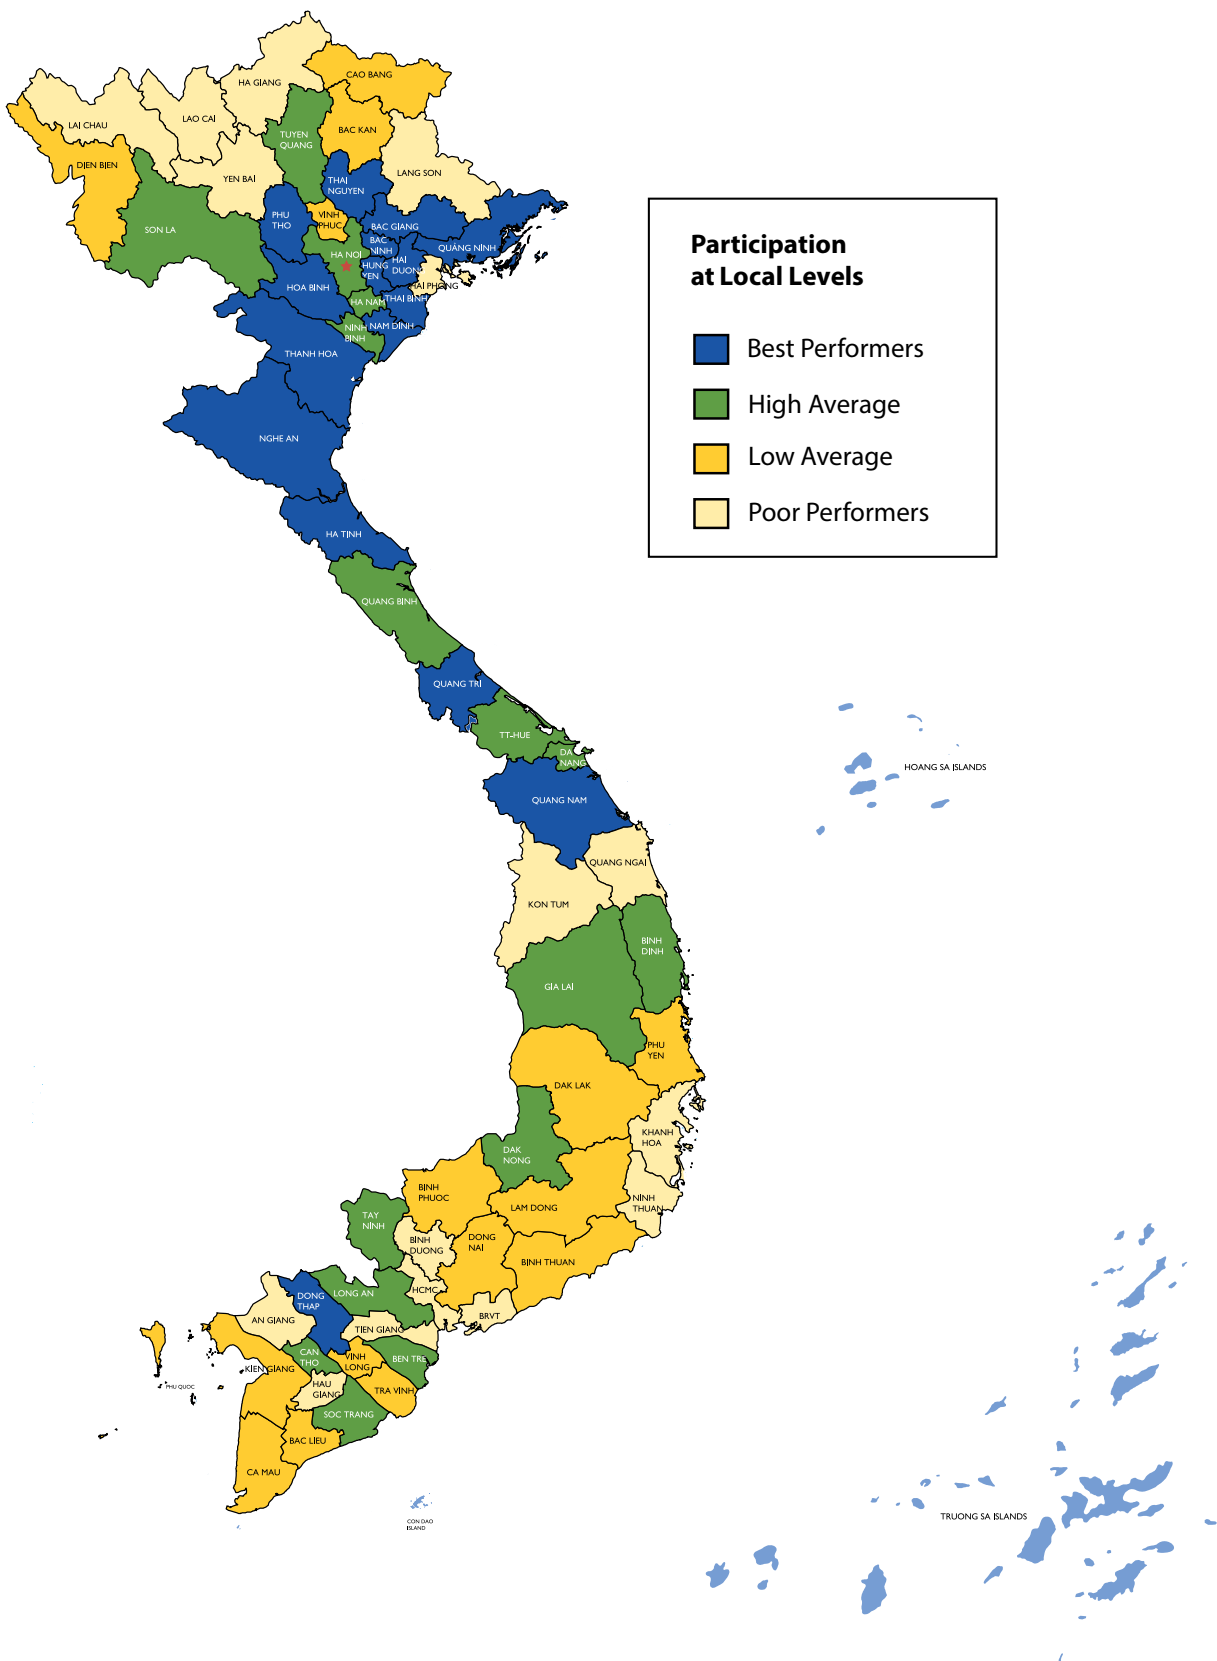 HA GIANG
CAO BANG
LAI CHAU
LAO CAI
TUYEN
QUANG
BAC KAN
DIEN BIEN
YEN BAI
LANG SON
THAI
NGUYEN
SON LA
PHU
THO
VINH
PHUC
BAC GIANG
BAC
NINH
QUANG NINH
HA NOI
HUNG
YEN
HAI
DUONG
HAI PHONG
HOA BINH
HA NAM
THAI BINH
NINH
BINH
NAM DINH
THANH HOA
NGHE AN
HA TINH
QUANG BINH
QUANG TRI
TT-HUE
DA
NANG
QUANG NAM
QUANG NGAI
KON TUM
BINH
DINH
GIA LAI
PHU
YEN
DAK LAK
KHANH
HOA
DAK
NONG
BINH
PHUOC
LAM DONG
NINH
THUAN
TAY
NINH
BINH
DUONG
DONG
NAI
BINH THUAN
HCMC
BRVT
LONG AN
DONG
THAP
AN GIANG
TIEN GIANG
CAN
THO
VINH
LONG
BEN TRE
KIEN GIANG
HAU
GIANG
TRA VINH
PHU QUOC
SOC TRANG
BAC LIEU
CA MAU
CON DAO
ISLAND
Participation
at Local Levels
Best Performers
High Average
Low Average
Poor Performers
HOANG SA ISLANDS
TRUONG SA ISLANDS